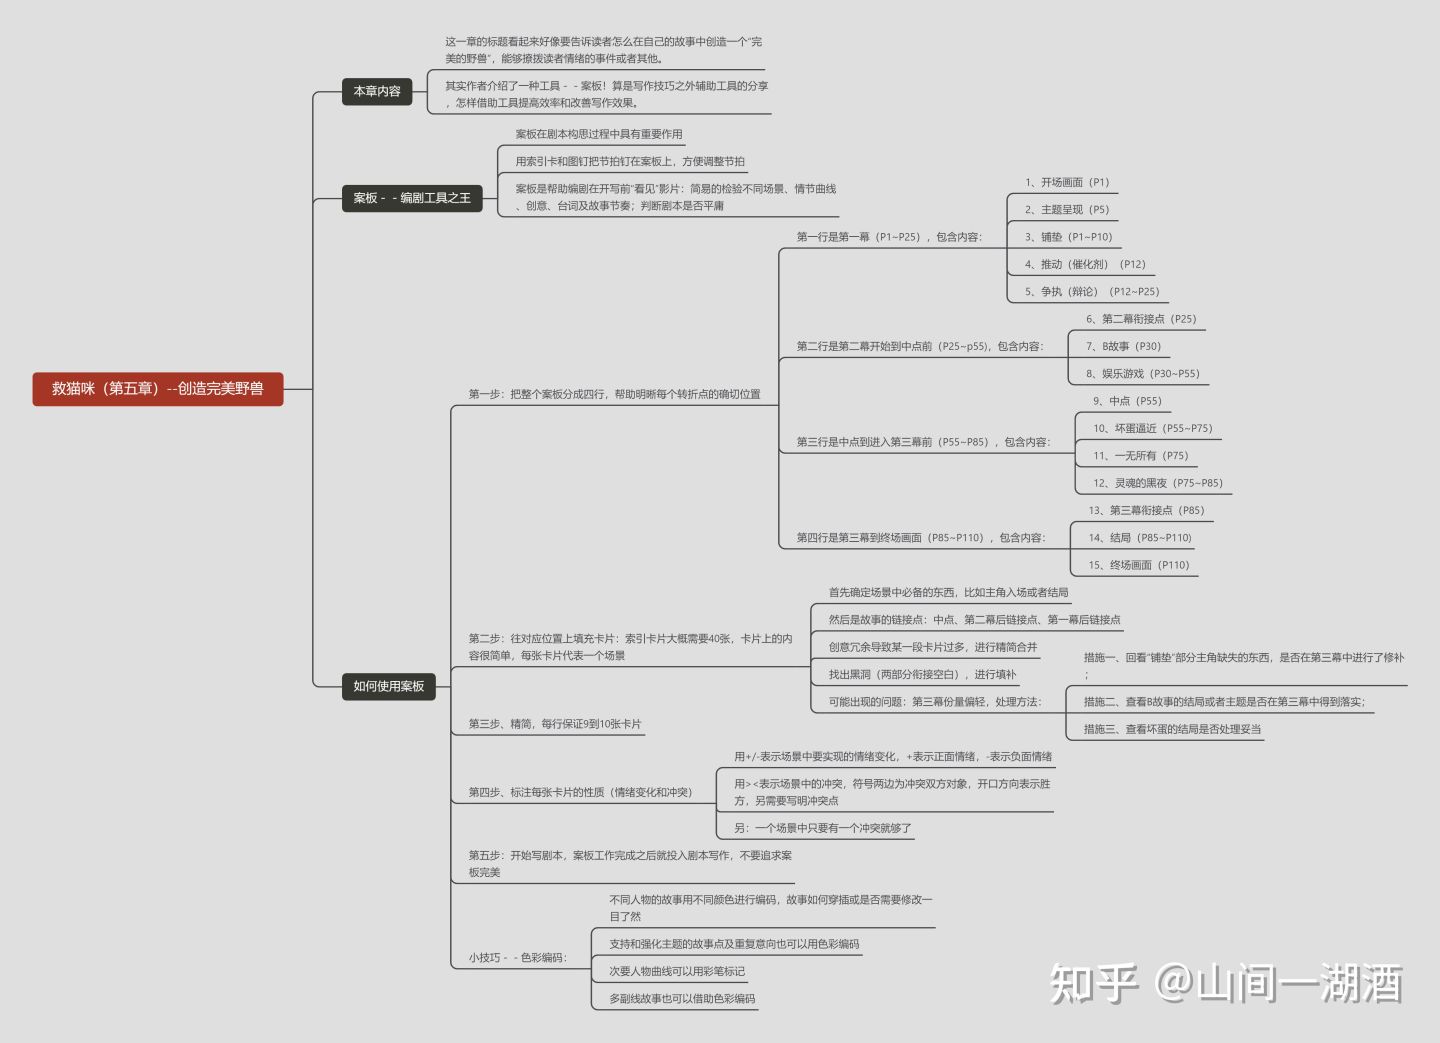 救猫咪（第五章）--创造完美野兽
本章内容
这一章的标题看起来好像要告诉读者怎么在自己的故事中创造一个“完
美的野兽”，能够撩拨读者情绪的事件或者其他。
其实作者介绍了一种工具 - - 案板！算是写作技巧之外辅助工具的分享
，怎样借助工具提高效率和改善写作效果。
案板 - - 编剧工具之王
案板在剧本构思过程中具有重要作用
用索引卡和图钉把节拍钉在案板上，方便调整节拍
案板是帮助编剧在开写前“看见”影片：简易的检验不同场景、情节曲线
、创意、台词及故事节奏；判断剧本是否平庸
如何使用案板
第一步：把整个案板分成四行，帮助明晰每个转折点的确切位置
第一行是第一幕（P1~P25），包含内容：
1、开场画面（P1）
2、主题呈现（P5）
3、铺垫（P1~P10）
4、推动（催化剂）（P12）
5、争执（辩论）（P12~P25）
第二行是第二幕开始到中点前（P25~p55)，包含内容：
6、第二幕衔接点（P25）
7、B故事（P30）
8、娱乐游戏（P30~P55）
第三行是中点到进入第三幕前（P55~P85），包含内容：
9、中点（P55）
10、坏蛋逼近（P55~P75）
11、一无所有（P75）
12、灵魂的黑夜（P75~P85）
第四行是第三幕到终场画面（P85~P110），包含内容：
13、第三幕衔接点（P85）
14、结局（P85~P110)
15、终场画面（P110）
第二步：往对应位置上填充卡片：索引卡片大概需要40张，卡片上的内
容很简单，每张卡片代表一个场景
首先确定场景中必备的东西，比如主角入场或者结局
然后是故事的链接点：中点、第二幕后链接点、第一幕后链接点
创意冗余导致某一段卡片过多，进行精简合并
找出黑洞（两部分衔接空白），进行填补
可能出现的问题：第三幕份量偏轻，处理方法：
措施一、回看“铺垫”部分主角缺失的东西，是否在第三幕中进行了修补
；
措施二、查看B故事的结局或者主题是否在第三幕中得到落实；
措施三、查看坏蛋的结局是否处理妥当
第三步、精简，每行保证9到10张卡片
第四步、标注每张卡片的性质（情绪变化和冲突）
用+/-表示场景中要实现的情绪变化，+表示正面情绪，-表示负面情绪
用><表示场景中的冲突，符号两边为冲突双方对象，开口方向表示胜
方，另需要写明冲突点
另：一个场景中只要有一个冲突就够了
第五步：开始写剧本，案板工作完成之后就投入剧本写作，不要追求案
板完美
小技巧 - - 色彩编码：
不同人物的故事用不同颜色进行编码，故事如何穿插或是否需要修改一
目了然
支持和强化主题的故事点及重复意向也可以用色彩编码
次要人物曲线可以用彩笔标记
多副线故事也可以借助色彩编码
知乎 @山间一湖酒